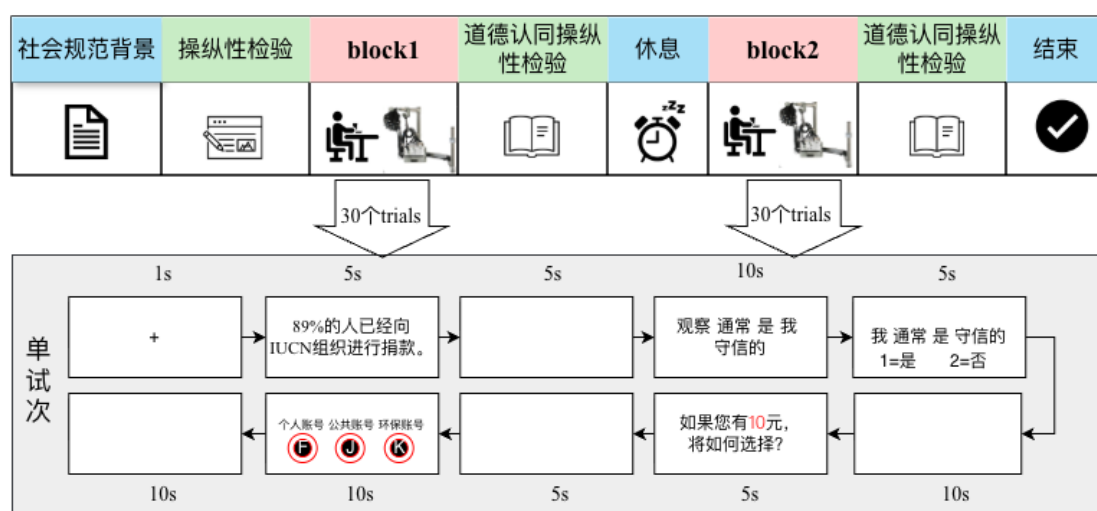 社会规范背景
操纵性检验
block1
道德认同操纵
性检验
休息
block2
道德认同操纵
性检验
结束
zZZ
30个trials
30个trials
单
试
次
1s
5s
5s
10s
5s
+
89%的人已经向
IUCN组织进行捐款。
观察 通常 是 我
守信的
我 通常 是 守信的
1=是 2=否
个人账号 公共账号 环保账号
F J K
如果您有10元，
将如何选择？
10s
10s
5s
5s
10s